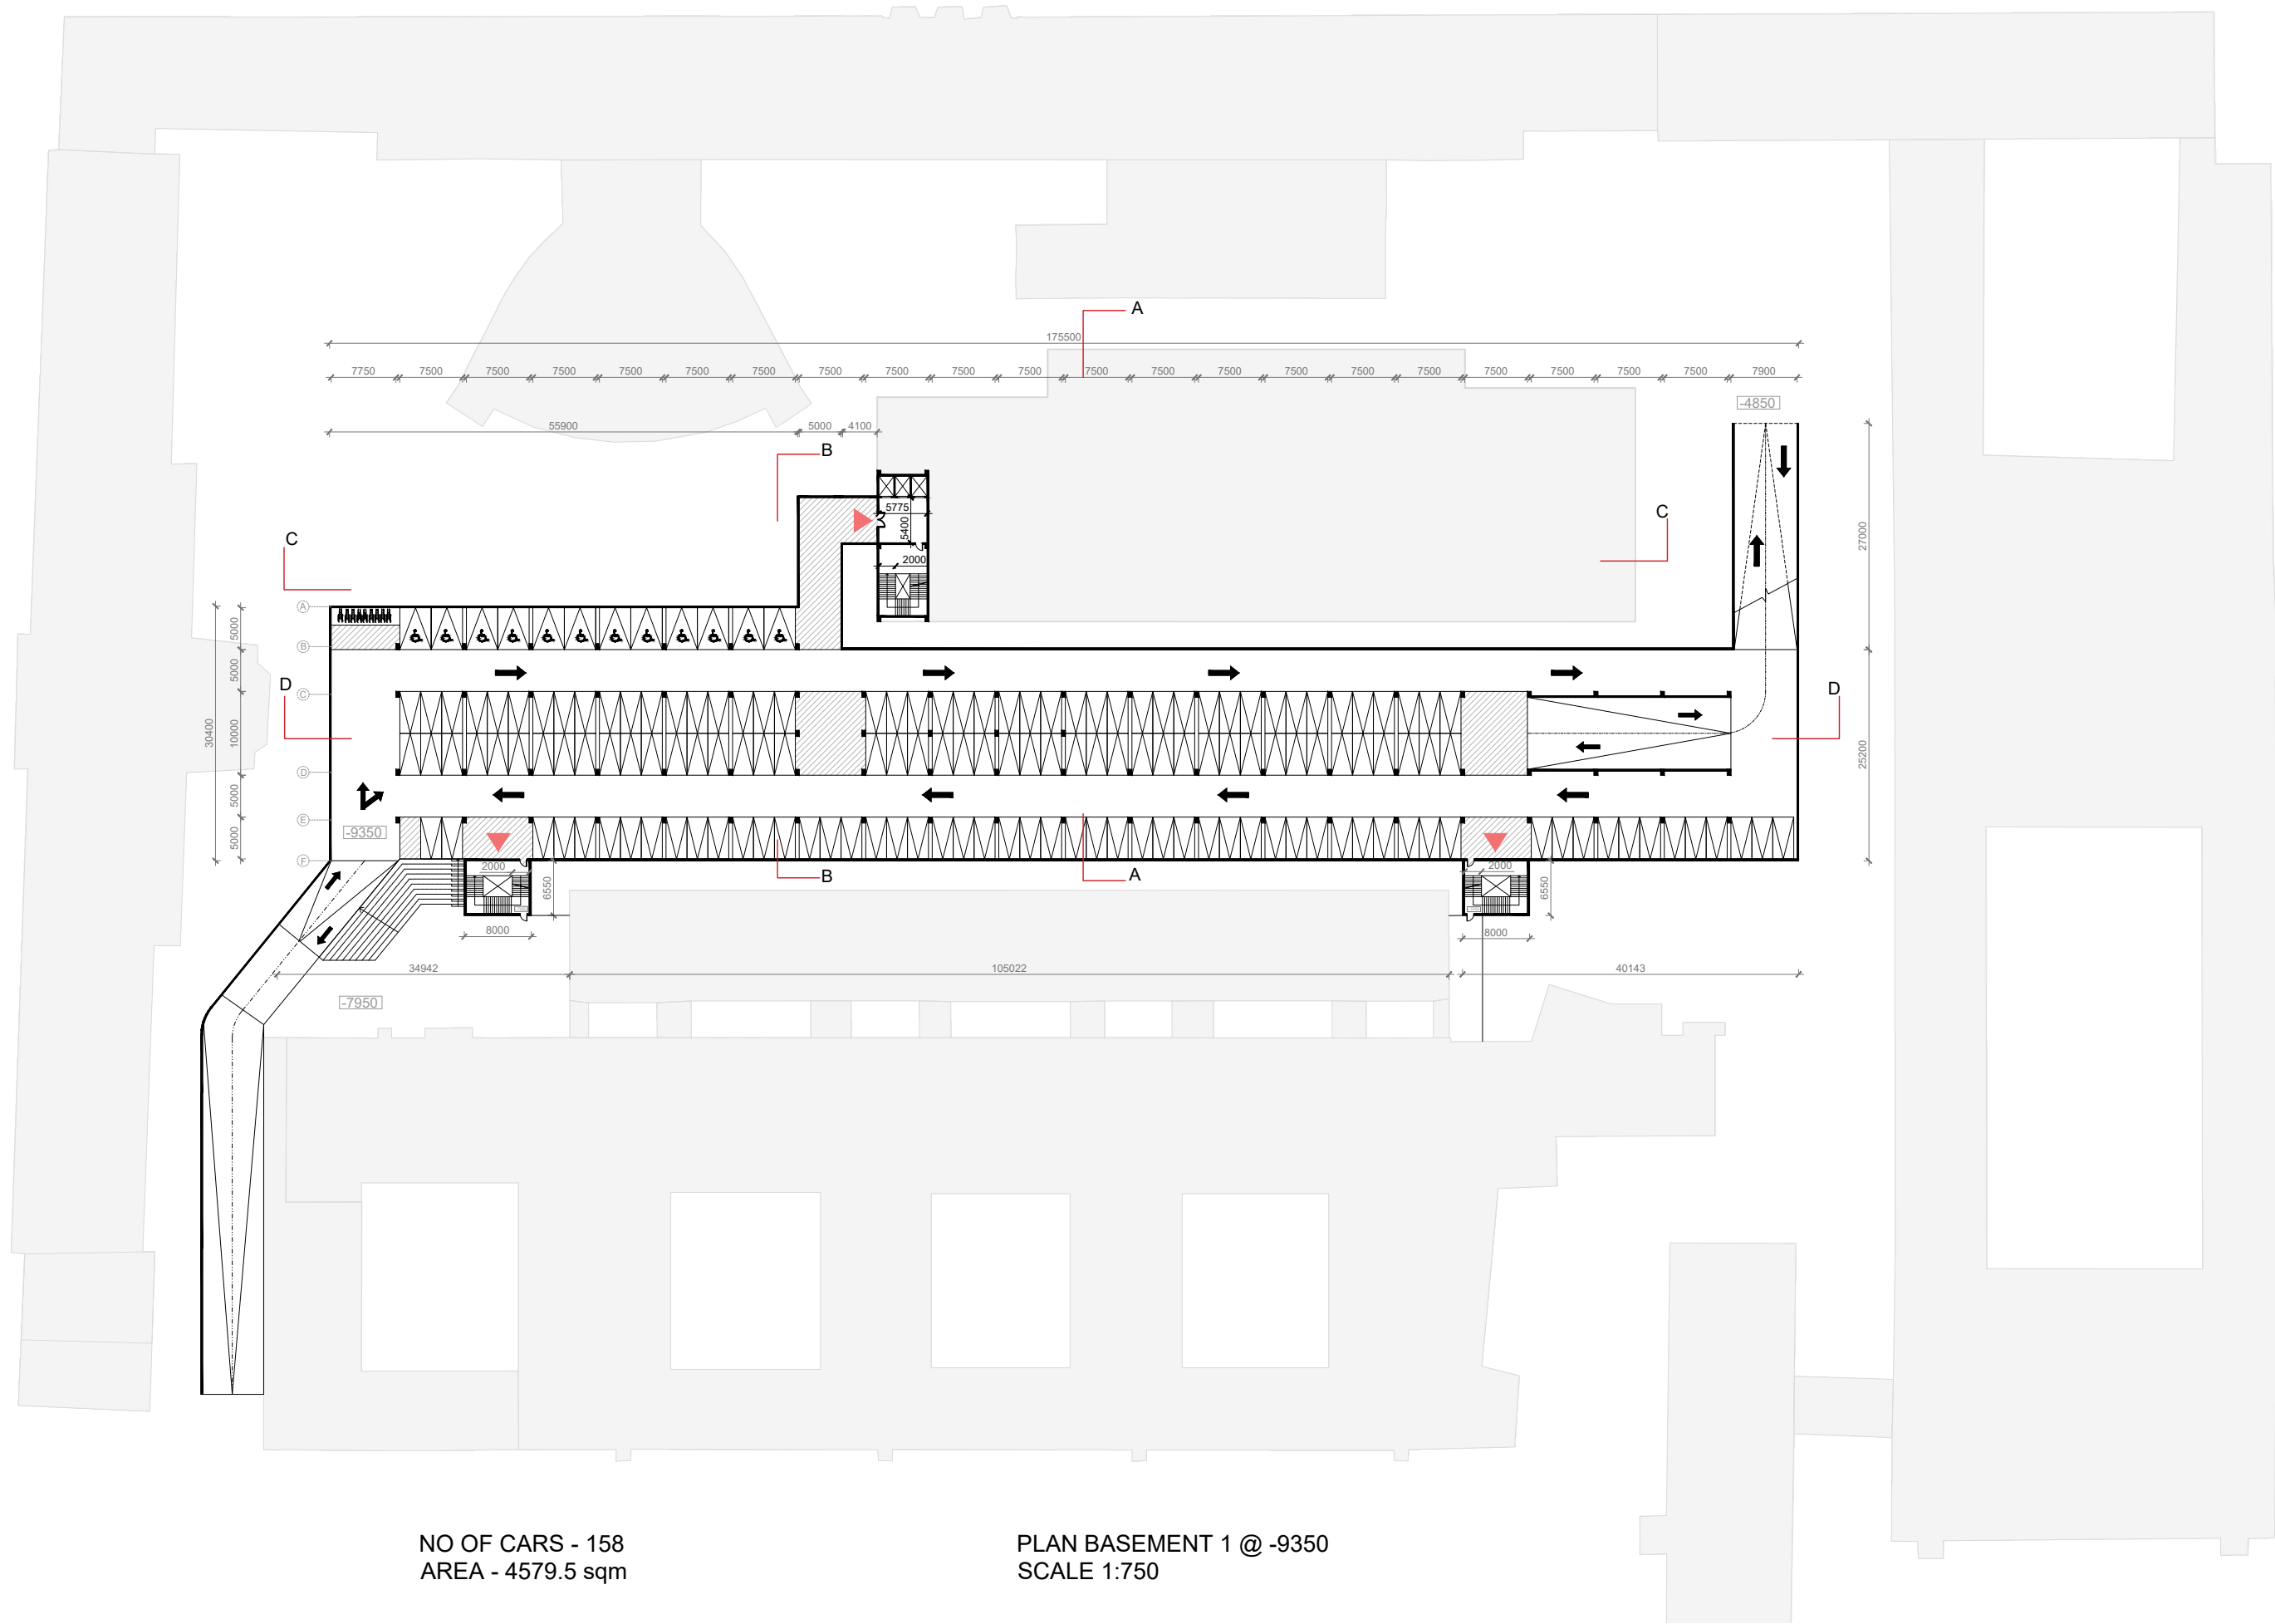 A
175500
7750 7500 7500 7500 7500 7500 7500 7500 7500 7500 7500 7500 7500 7500 7500 7500 7500 7500 7500 7500 7500 7900
-4850
55900 5000 4100
B
5775
5400
2000
C
C
27000
A
B
C
D
E
F
5000
5000
10000
5000
5000
30400
D
D
25200
-9350
2000
6550
8000
B
A
2000
6550
8000
34942
105022
40143
-7950
NO OF CARS - 158
AREA - 4579.5 sqm
PLAN BASEMENT 1 @ -9350
SCALE 1:750